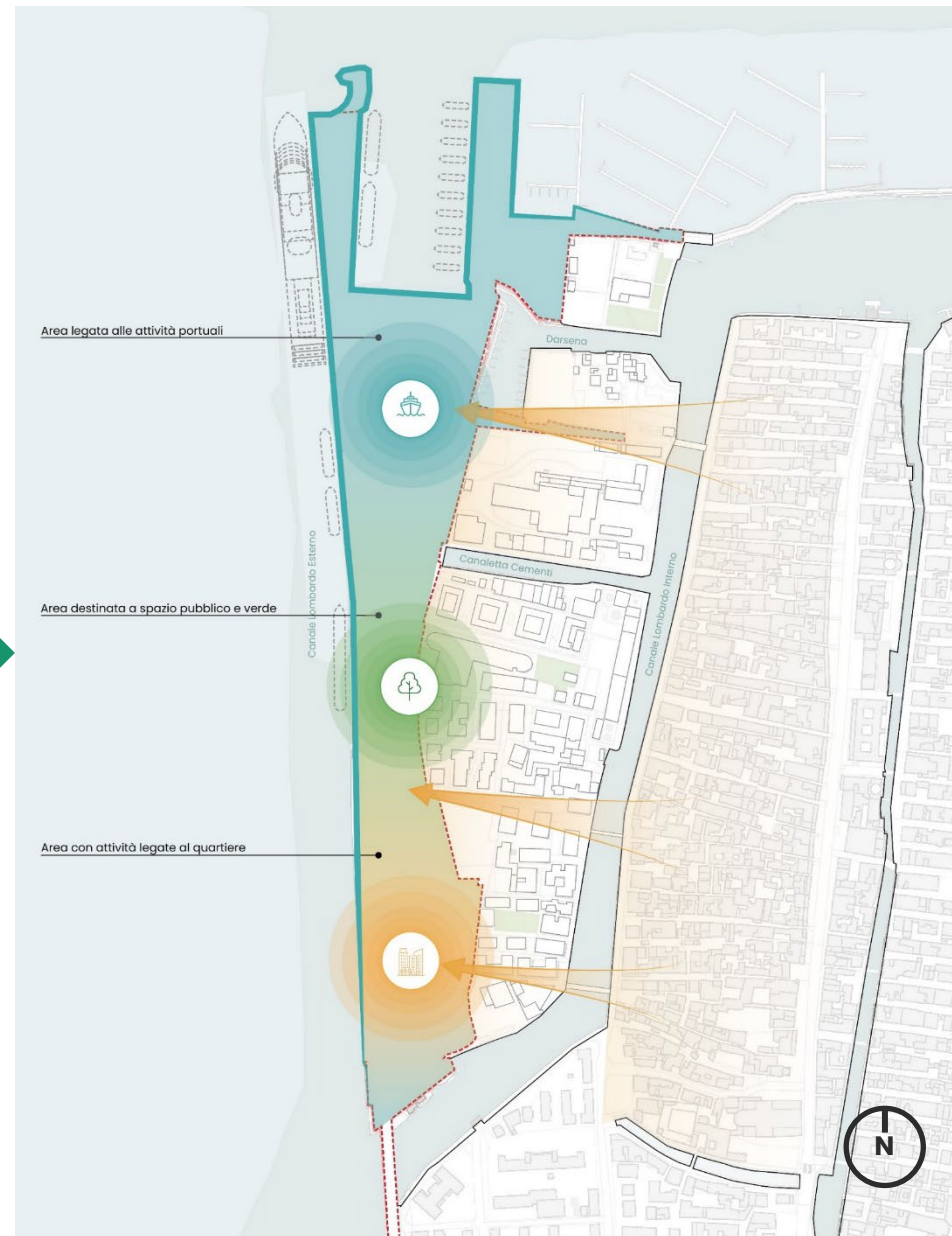 Area legata alle attività portuali
Darsena
Canale Lombardo Esterno
Canaletta Cementi
Canale Lombardo Interno
Area destinata a spazio pubblico e verde
Area con attività legate al quartiere
N